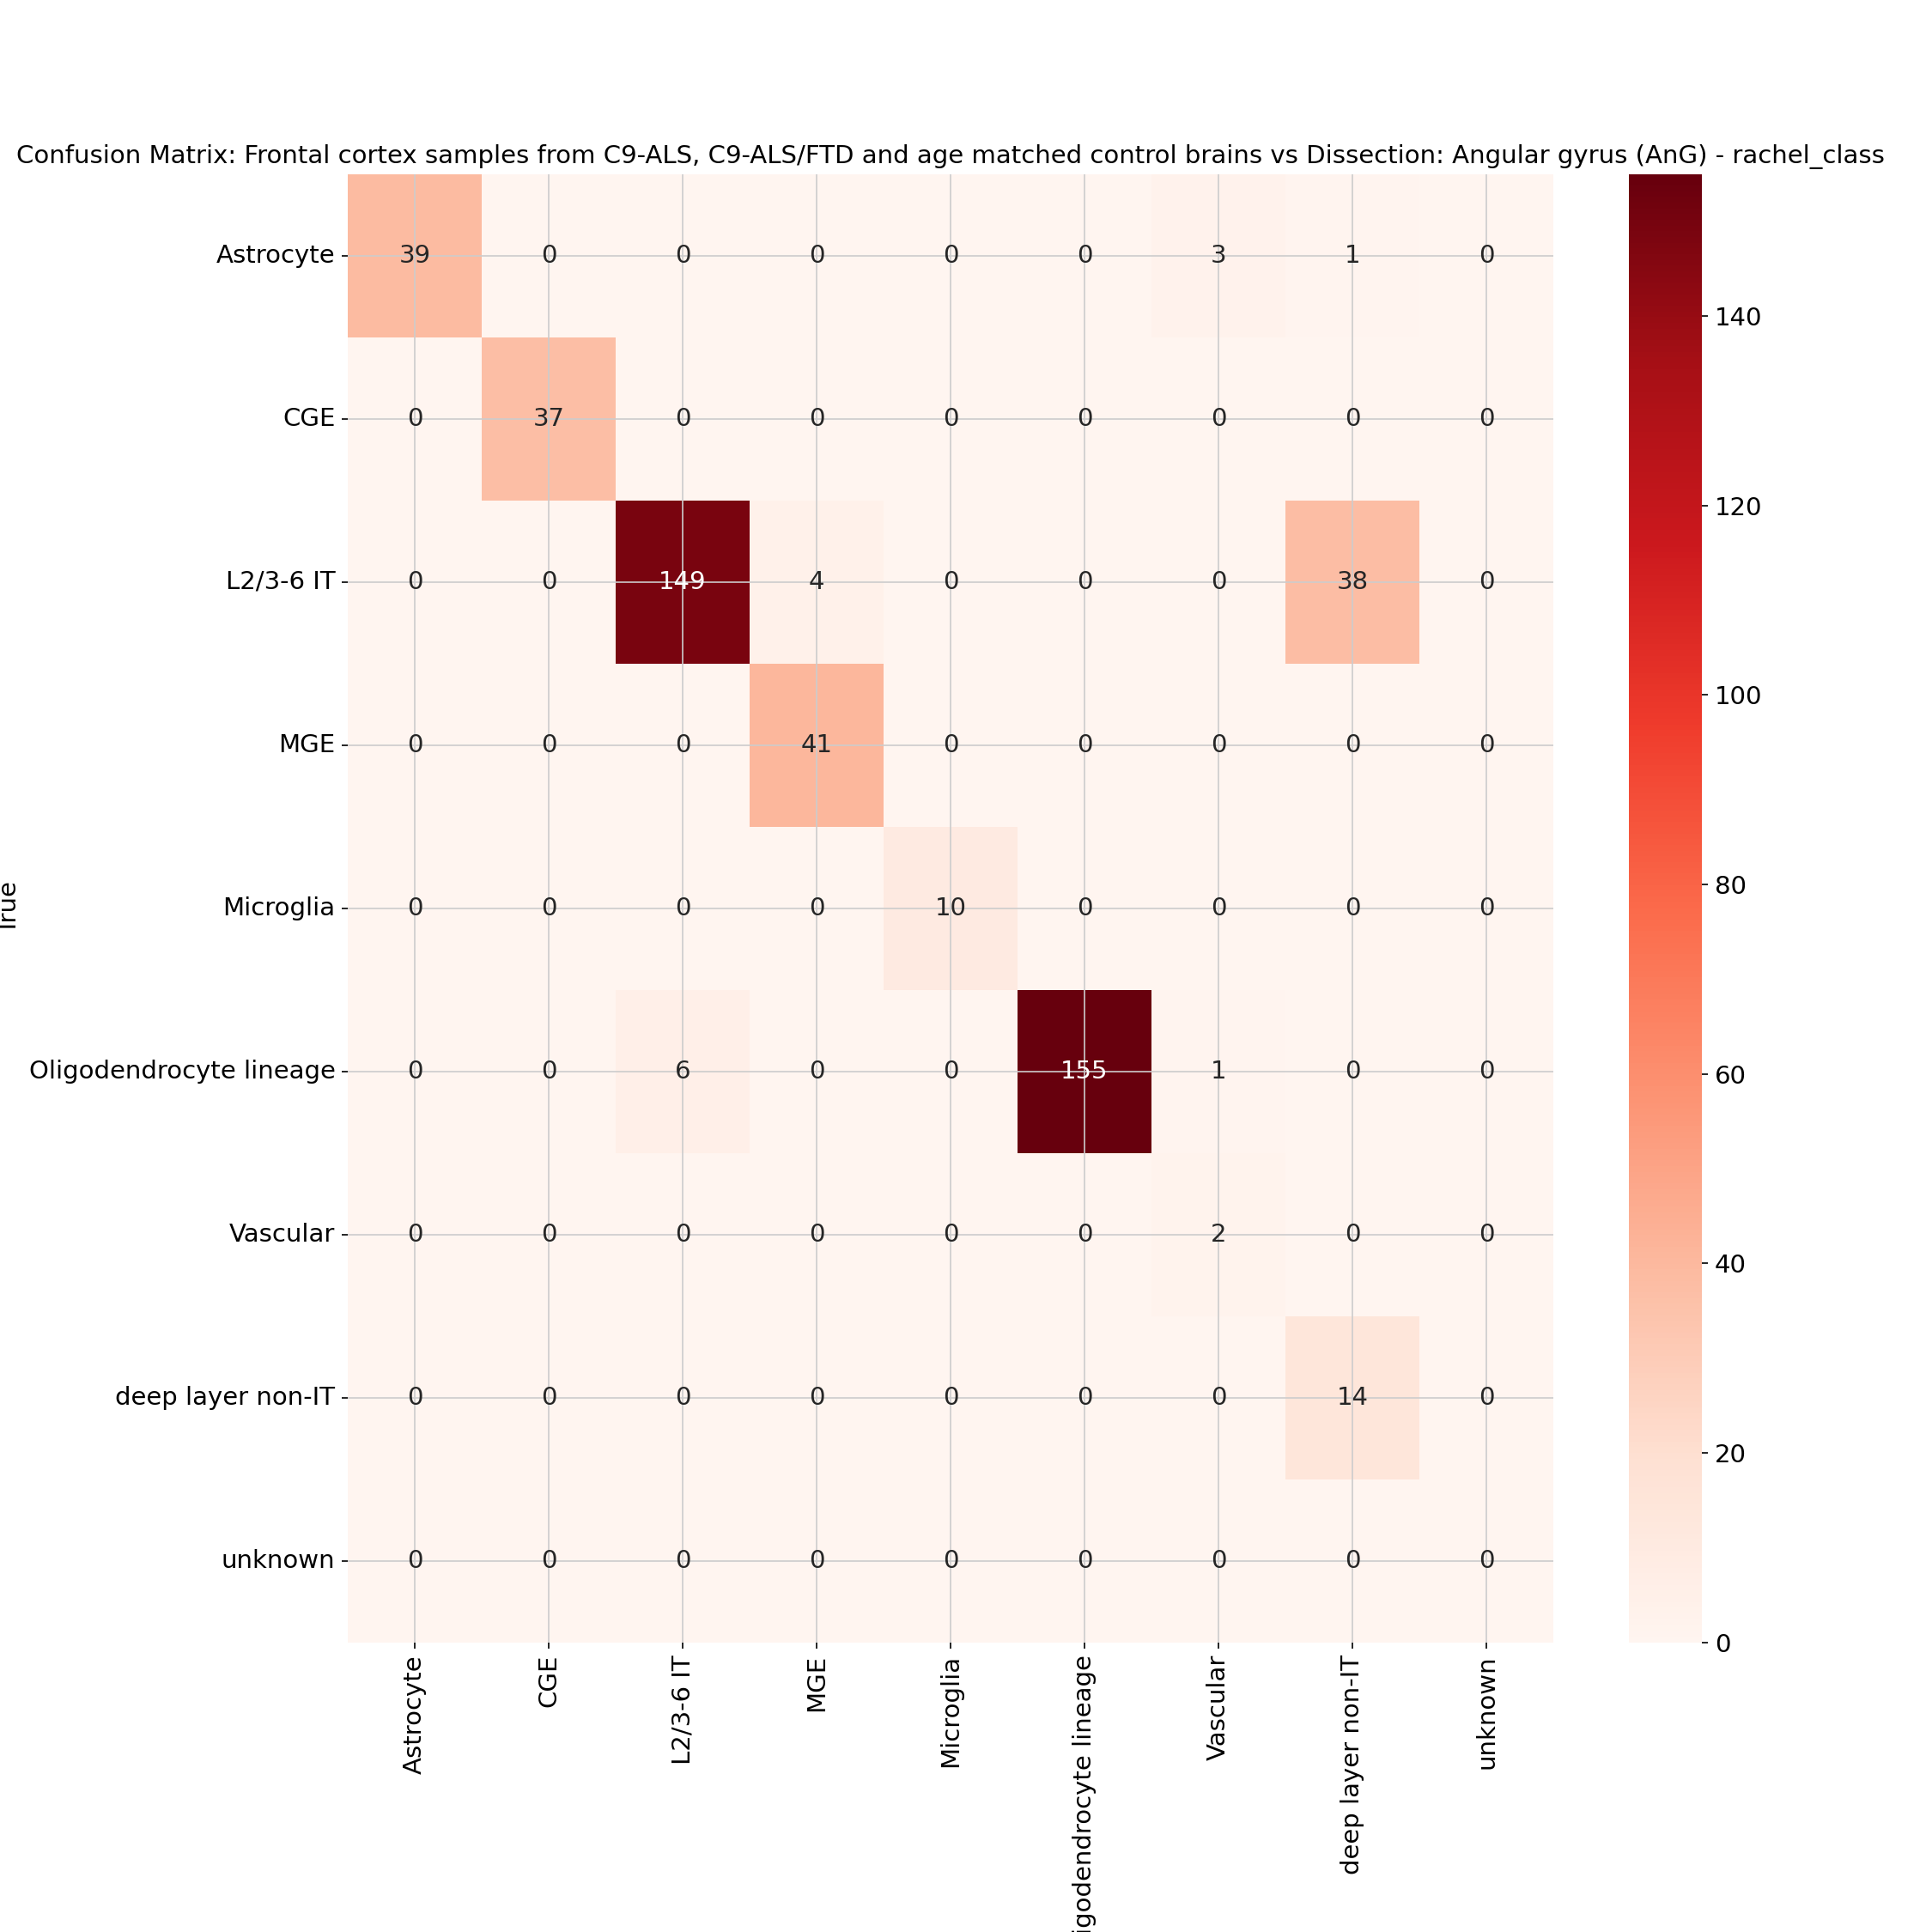 Confusion Matrix: Frontal cortex samples from C9-ALS, C9-ALS/FTD and age matched control brains vs Dissection: Angular gyrus (AnG) - rachel_class
Astrocyte 39 0 0 0 0 0 3 1 0
CGE 0 37 0 0 0 0 0 0 0
L2/3-6 IT 0 0 149 4 0 0 0 38 0
MGE 0 0 0 41 0 0 0 0 0
Microglia 0 0 0 0 10 0 0 0 0
Oligodendrocyte lineage 0 0 6 0 0 155 1 0 0
Vascular 0 0 0 0 0 0 2 0 0
deep layer non-IT 0 0 0 0 0 0 0 14 0
unknown 0 0 0 0 0 0 0 0 0
True
Astrocyte
CGE
L2/3-6 IT
MGE
Microglia
igodendrocyte lineage
Vascular
deep layer non-IT
unknown
140
120
100
80
60
40
20
0